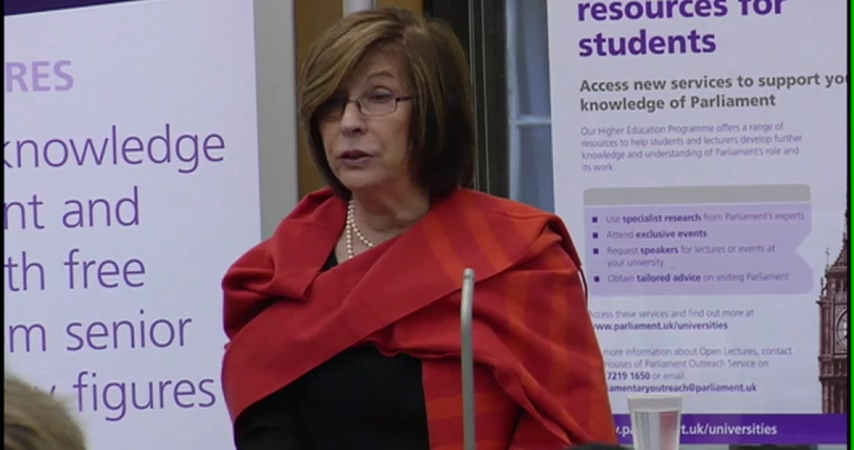 RES
knowledge
nt and
th free
m senior
y figures
resources for
students
Access new services to support yo
knowledge of Parliament
Our Higher Education Programme offers a range of
resources to help students and lecturers develop further
knowledge and understanding of Parliament's role and
its work:
Use specialist research from Parliament's experts
Attend exclusive events
Request speakers for lectures or events at
your university
Obtain tailored advice on visiting Parliament
Access these services and find out more at
www.parliament.uk/universities
more information about Open Lectures, contact
Houses of Parliament Outreach Service on
7219 1650 or email
amentaryoutreach@parliament.uk
rk/universities